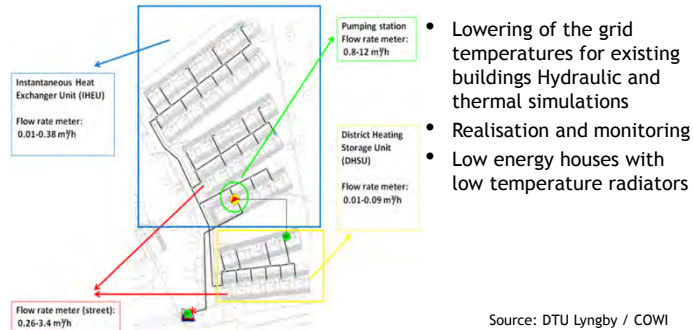 Pumping station
Flow rate meter:
0.8-12 m³/h
Instantaneous Heat
Exchanger Unit (IHEU)
Flow rate meter:
0.01-0.38 m³/h
District Heating
Storage Unit
(DHSU)
Flow rate meter:
0.01-0.09 m³/h
Flow rate meter (street):
0.26-3.4 m³/h
• Lowering of the grid
temperatures for existing
buildings Hydraulic and
thermal simulations
• Realisation and monitoring
• Low energy houses with
low temperature radiators
Source: DTU Lyngby / COWI